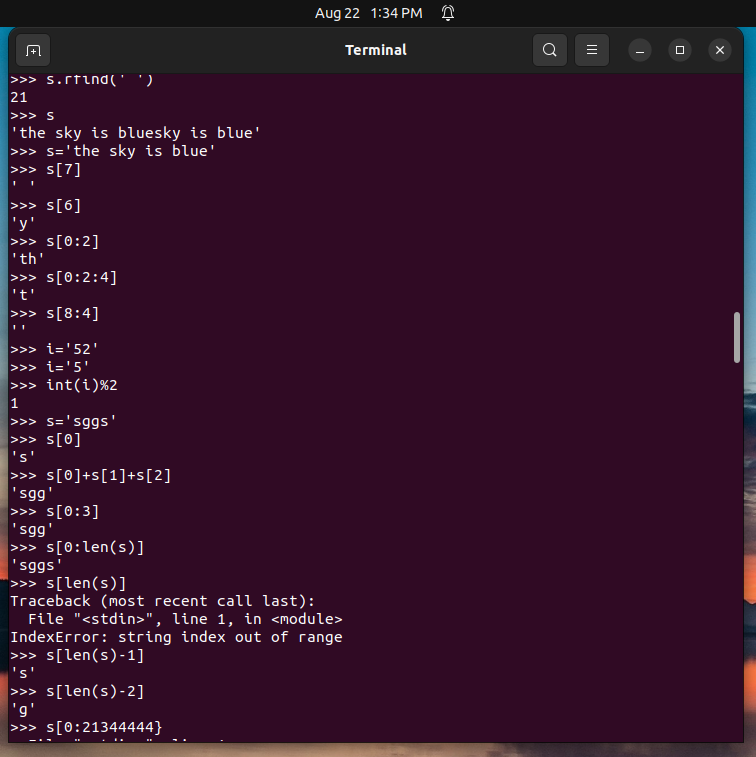 Aug 22 1:34 PM
Terminal
>>> s.rfind(' ')
21
>>> s
'the sky is bluesky is blue'
>>> s='the sky is blue'
>>> s[7]
' '
>>> s[6]
'y'
>>> s[0:2]
'th'
>>> s[0:2:4]
't'
>>> s[8:4]
''
>>> i='52'
>>> i='5'
>>> int(i)%2
1
>>> s='sggs'
>>> s[0]
's'
>>> s[0]+s[1]+s[2]
'sgg'
>>> s[0:3]
'sgg'
>>> s[0:len(s)]
'sggs'
>>> s[len(s)]
Traceback (most recent call last):
  File "<stdin>", line 1, in <module>
IndexError: string index out of range
>>> s[len(s)-1]
's'
>>> s[len(s)-2]
'g'
>>> s[0:21344444}